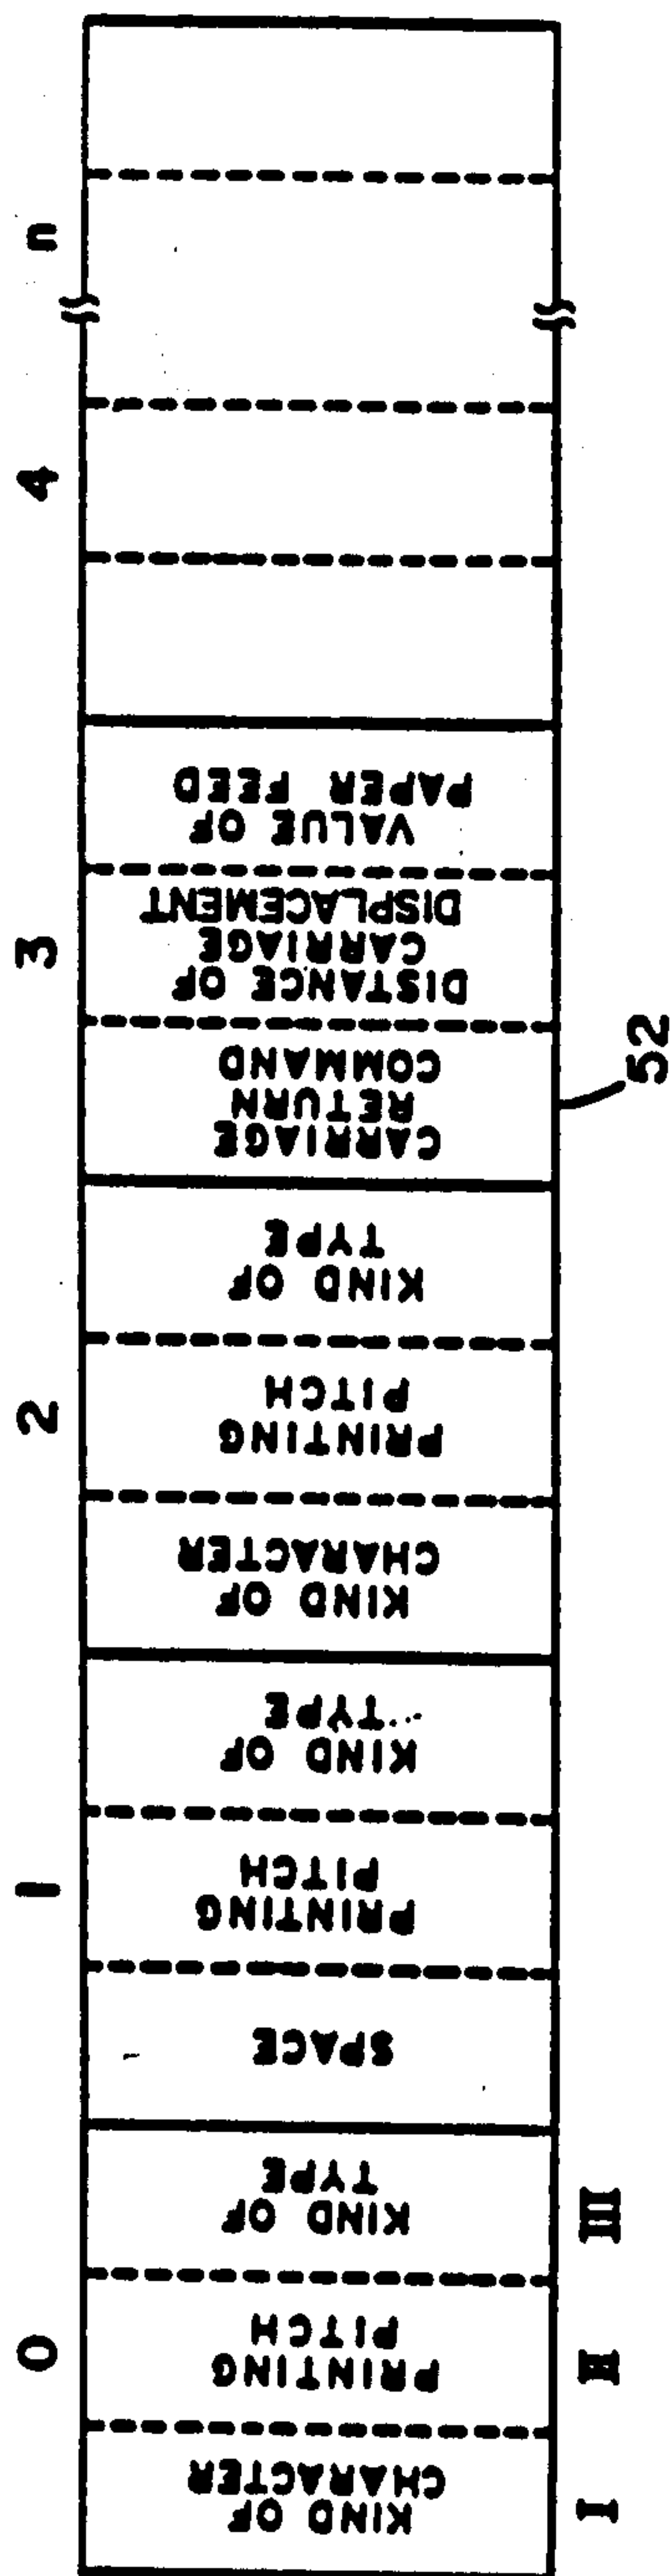 0
1
2
3
4
n
KIND OF
CHARACTER
PRINTING
PITCH
KIND OF
TYPE
SPACE
PRINTING
PITCH
KIND OF
TYPE
KIND OF
CHARACTER
PRINTING
PITCH
KIND OF
TYPE
CARRIAGE
RETURN
COMMAND
DISTANCE OF
CARRIAGE
DISPLACEMENT
VALUE OF
PAPER FEED
I
II
III
52